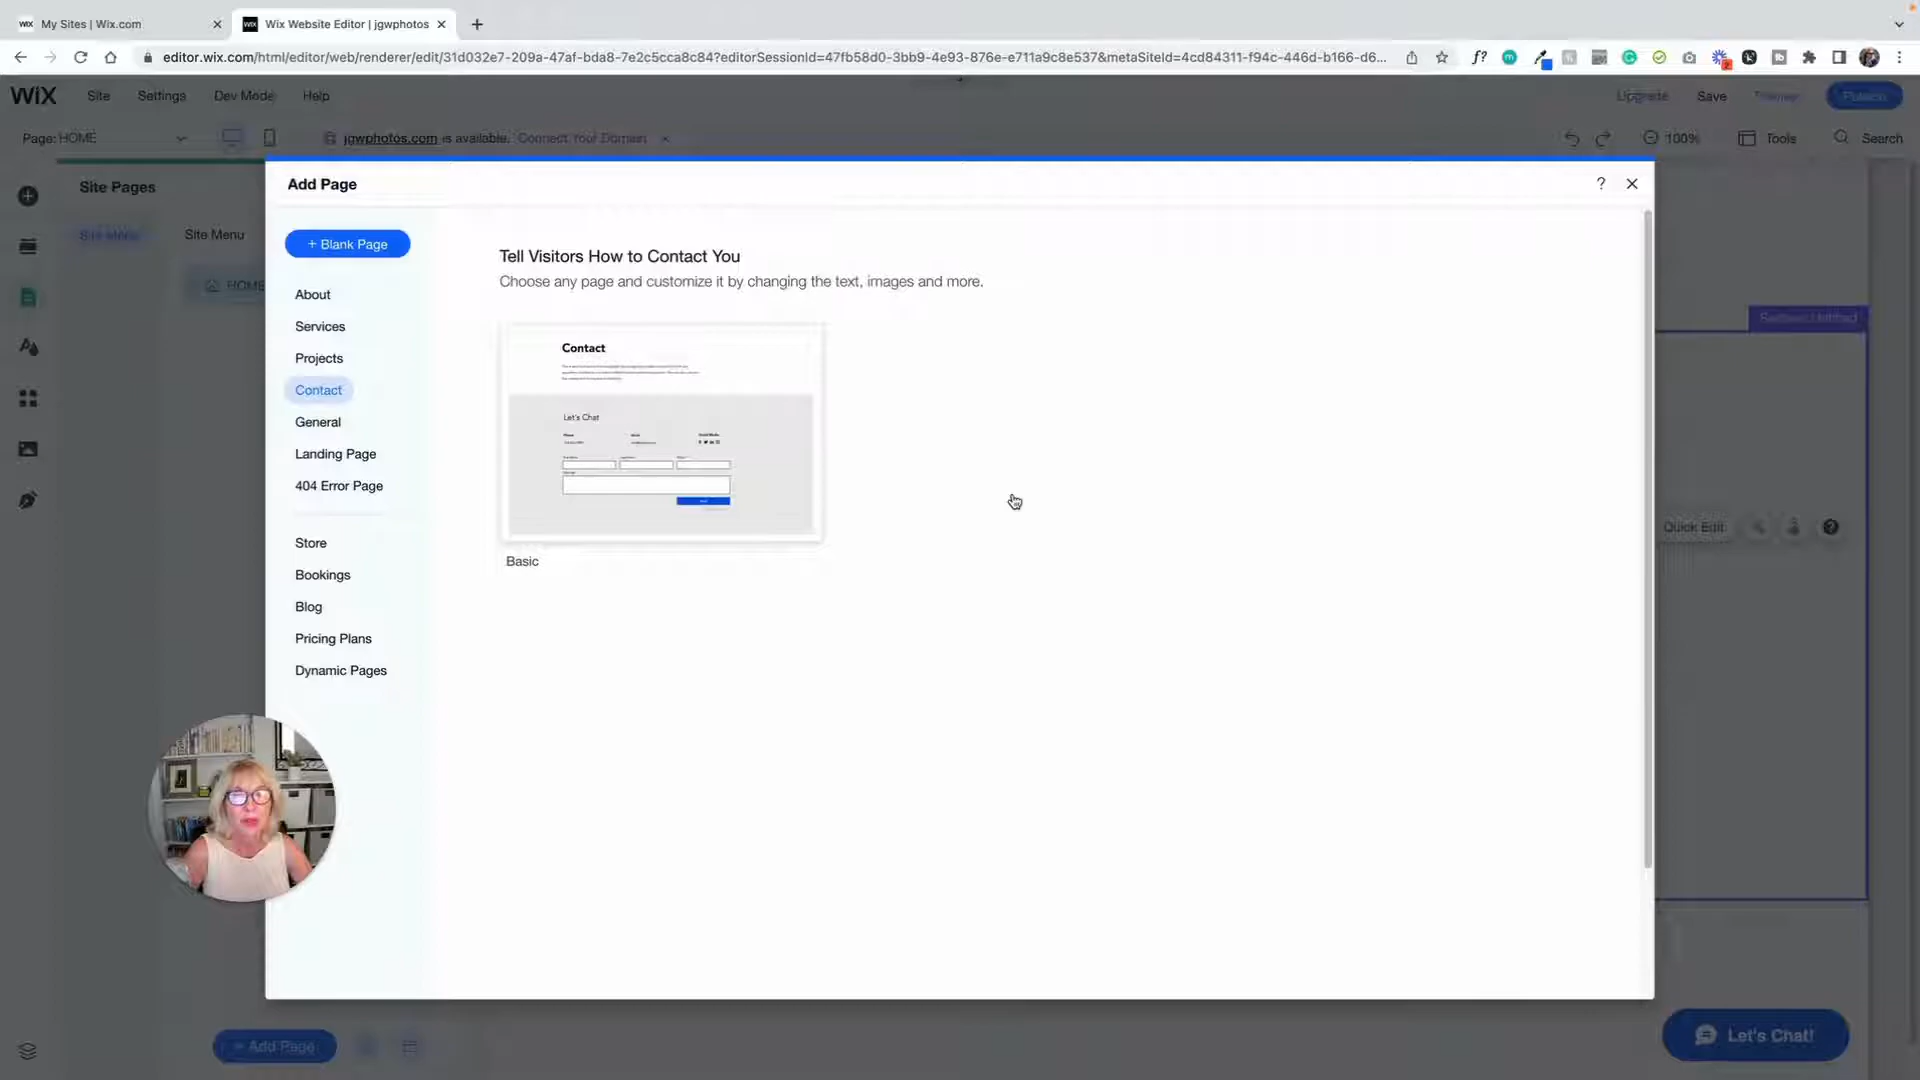 My Sites | Wix.com
Wix Website Editor | jgwphotos
editor.wix.com/html/editor/web/renderer/edit/31d032e7-209a-47af-bda8-7e2c5cca8c84?editorSessionId=47fb58d0-3bb9-4e93-876e-e711a9c8e537&metaSiteId=4cd84311-f94c-446d-b166-d6...
WiX Site Settings Dev Mode Help
Upgrade Save Preview Publish
Page: HOME
jgwphotos.com is available. Connect Your Domain
100% Tools Search
Site Pages
Site Menu
Site Menu
HOME
Add Page
?
+ Blank Page
About
Services
Projects
Contact
General
Landing Page
404 Error Page
Store
Bookings
Blog
Pricing Plans
Dynamic Pages
Tell Visitors How to Contact You
Choose any page and customize it by changing the text, images and more.
Contact
Let's Chat
Basic
Quick Edit
+ Add Page
Let's Chat!